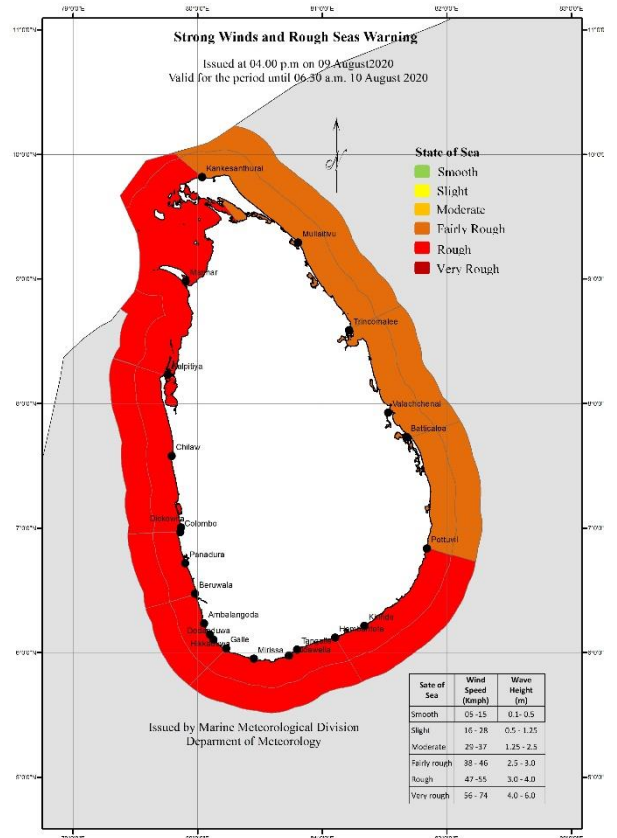 Strong Winds and Rough Seas Warning
Issued at 04.00 p.m on 09 August2020
Valid for the period until 06.30 a.m. 10 August 2020
N
State of Sea
Smooth
Slight
Moderate
Fairly Rough
Rough
Very Rough
Kankesanthurai
Mullaitivu
Mannar
Trincomalee
Kalpitiya
Valachchenai
Batticaloa
Chilaw
Colombo
Pottuvil
Panadura
Beruwala
Ambalangoda
Kirinda
Galle
Mirissa
Issued by Marine Meteorological Division
Deparment of Meteorology
Sate of Sea Wind Speed (Kmph) Wave Height (m)
Smooth 05 -15 0.1- 0.5
Slight 16 - 28 0.5 - 1.25
Moderate 29-37 1.25 - 2.5
Fairly rough 38 - 46 2.5 - 3.0
Rough 47-55 3.0 - 4.0
Very rough 56 - 74 4.0 - 6.0